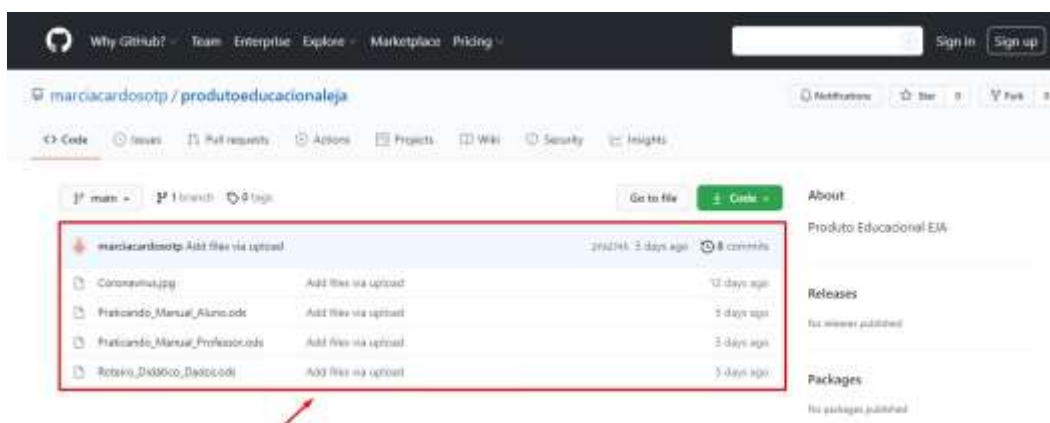 Why GitHub? Team Enterprise Explore Marketplace Pricing Sign in Sign up
marciacardosotp / produtoeducacionaleja Notifications Star 0 Fork
Code Issues Pull requests Actions Projects Wiki Security Insights
main 1 branch 0 tags Go to file Code
About
Produto Educacional EJA
marciacardosotp Add files via upload 3 days ago 8 commits
Coronavirus.jpg Add files via upload 12 days ago
Praticando_Manual_Aluno.ods Add files via upload 3 days ago
Praticando_Manual_Professor.ods Add files via upload 3 days ago
Roteiro_Didático_Dados.ods Add files via upload 3 days ago
Releases
No releases published
Packages
No packages published